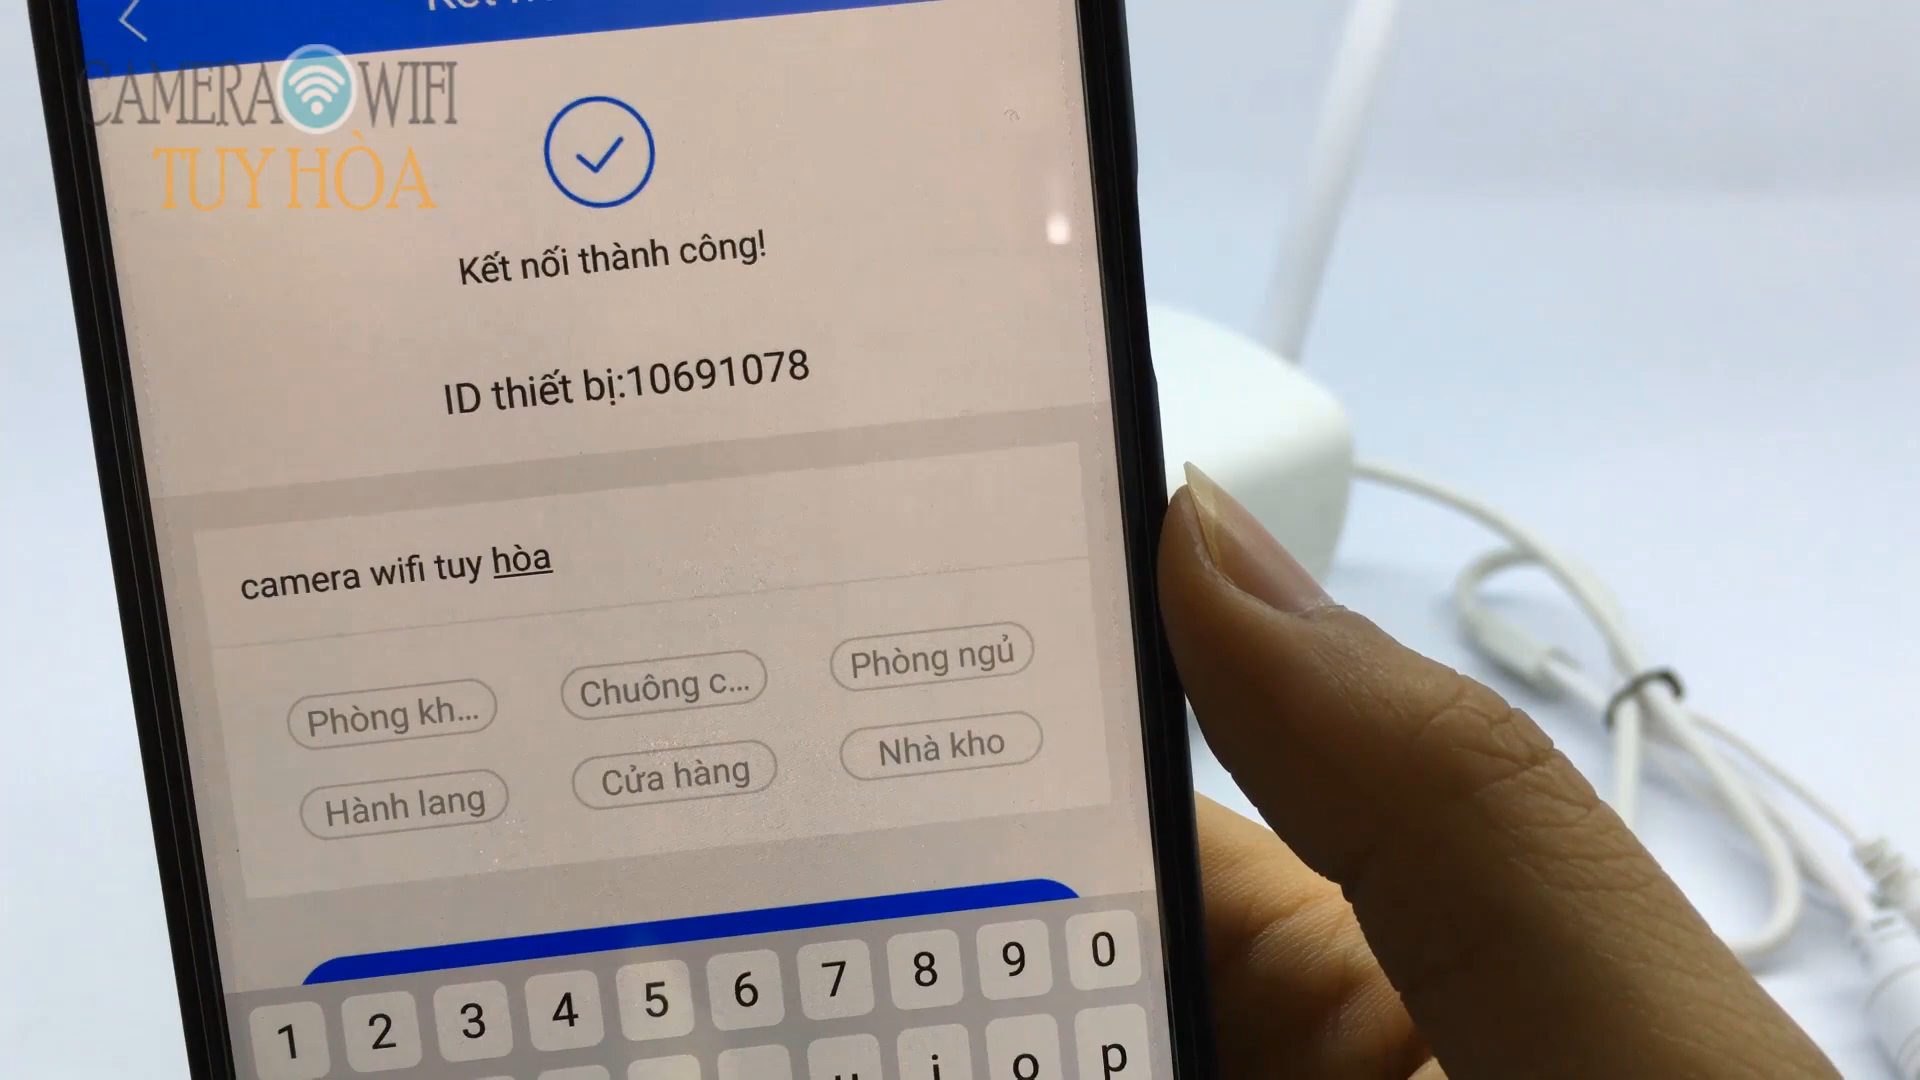 CAMERA WIFI
TUY HÒA
Kết nối thành công!
ID thiết bị:10691078
camera wifi tuy hòa
Phòng kh...
Chuông c...
Phòng ngủ
Hành lang
Cửa hàng
Nhà kho
1 2 3 4 5 6 7 8 9 0
u i o p